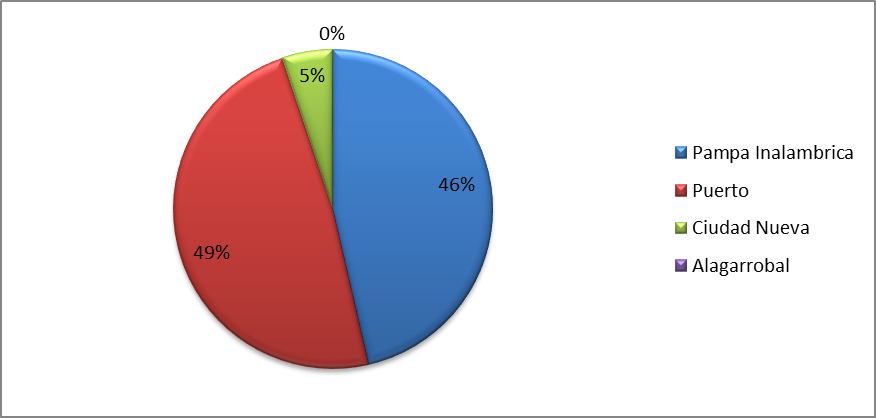 0%
5%
46%
49%
Pampa Inalambrica
Puerto
Ciudad Nueva
Alagarrobal